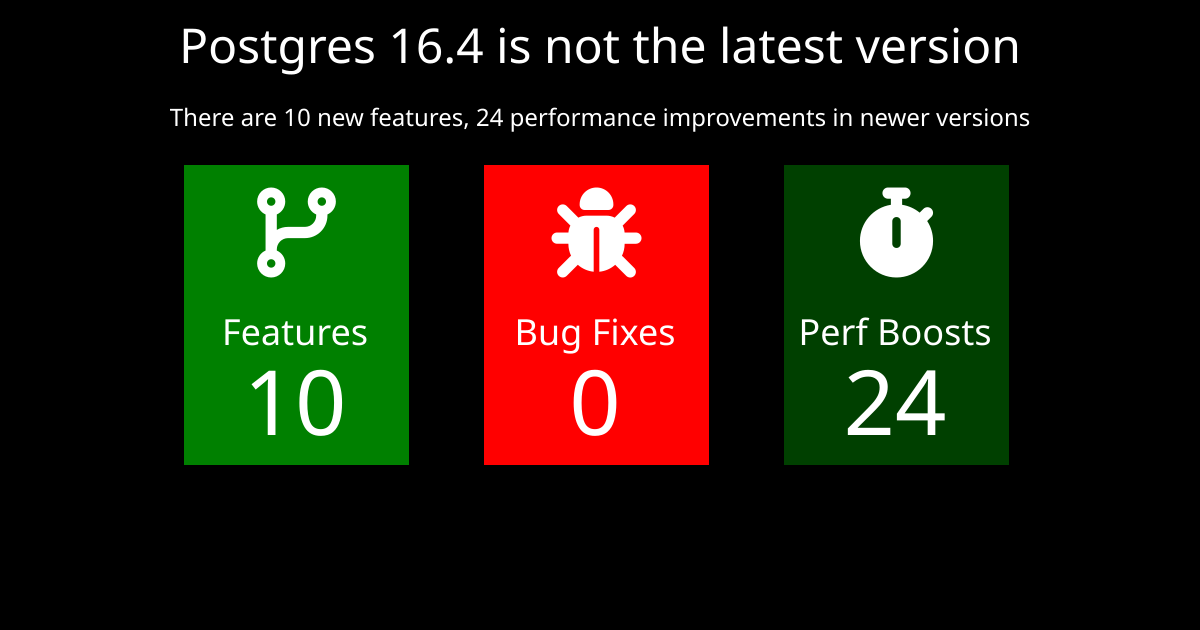 Postgres 16.4 is not the latest version
There are 10 new features, 24 performance improvements in newer versions
Features
10
Bug Fixes
0
Perf Boosts
24